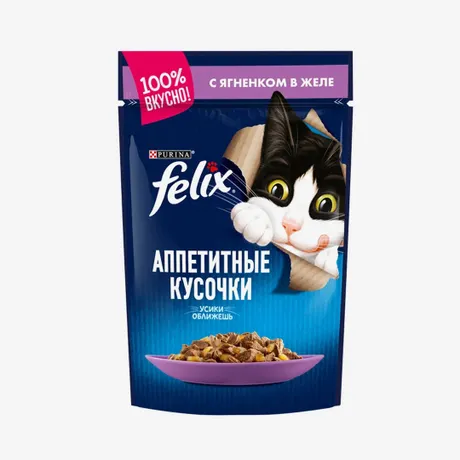 100%
ВКУСНО!
С ЯГНЕНКОМ В ЖЕЛЕ
PURINA
felix
АППЕТИТНЫЕ
КУСОЧКИ
УСИКИ
ОБЛИЖЕШЬ